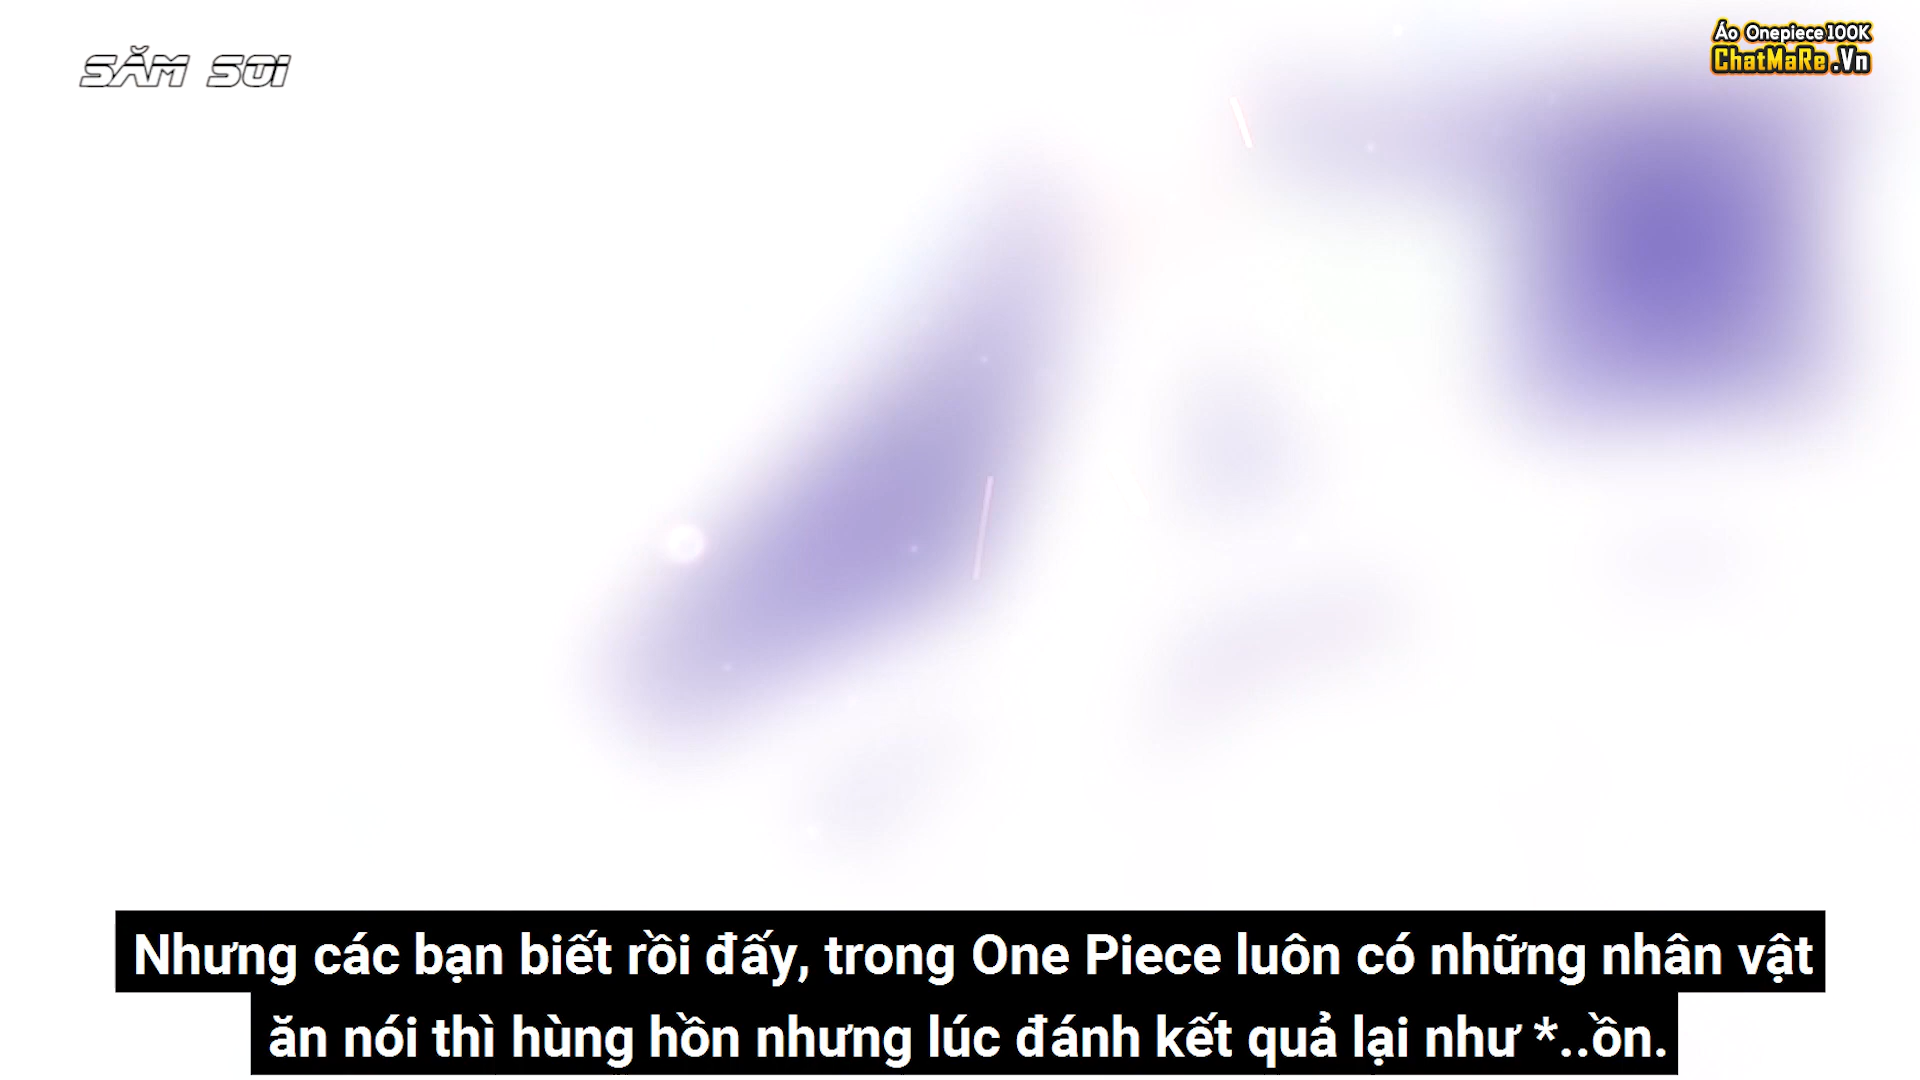 SĂM SOI
Áo Onepiece 100K
ChatMaRe.Vn
Nhưng các bạn biết rồi đấy, trong One Piece luôn có những nhân vật
ăn nói thì hùng hồn nhưng lúc đánh kết quả lại như *..ồn.